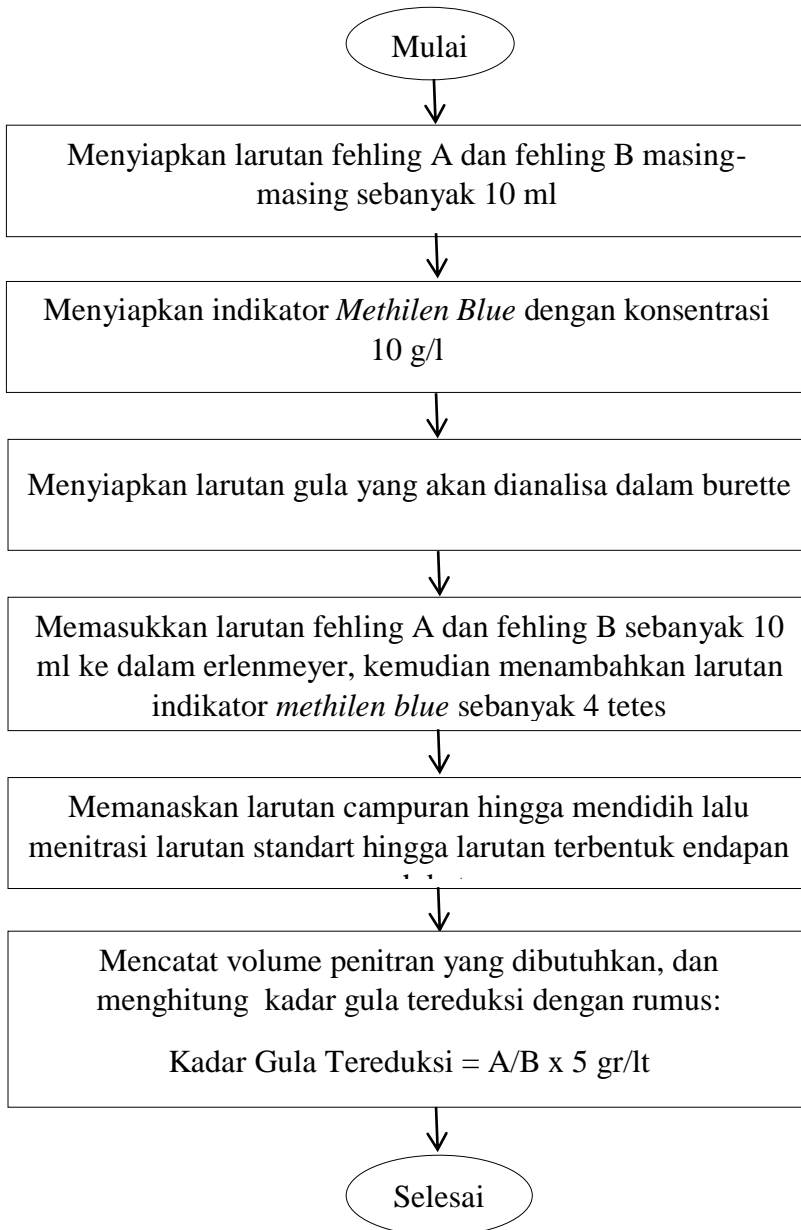 Mulai
Menyiapkan larutan fehling A dan fehling B masing-
masing sebanyak 10 ml
Menyiapkan indikator Methilen Blue dengan konsentrasi
10 g/l
Menyiapkan larutan gula yang akan dianalisa dalam burette
Memasukkan larutan fehling A dan fehling B sebanyak 10
ml ke dalam erlenmeyer, kemudian menambahkan larutan
indikator methilen blue sebanyak 4 tetes
Memanaskan larutan campuran hingga mendidih lalu
menitrasi larutan standart hingga larutan terbentuk endapan
Mencatat volume penitran yang dibutuhkan, dan
menghitung kadar gula tereduksi dengan rumus:
Kadar Gula Tereduksi = A/B x 5 gr/lt
Selesai